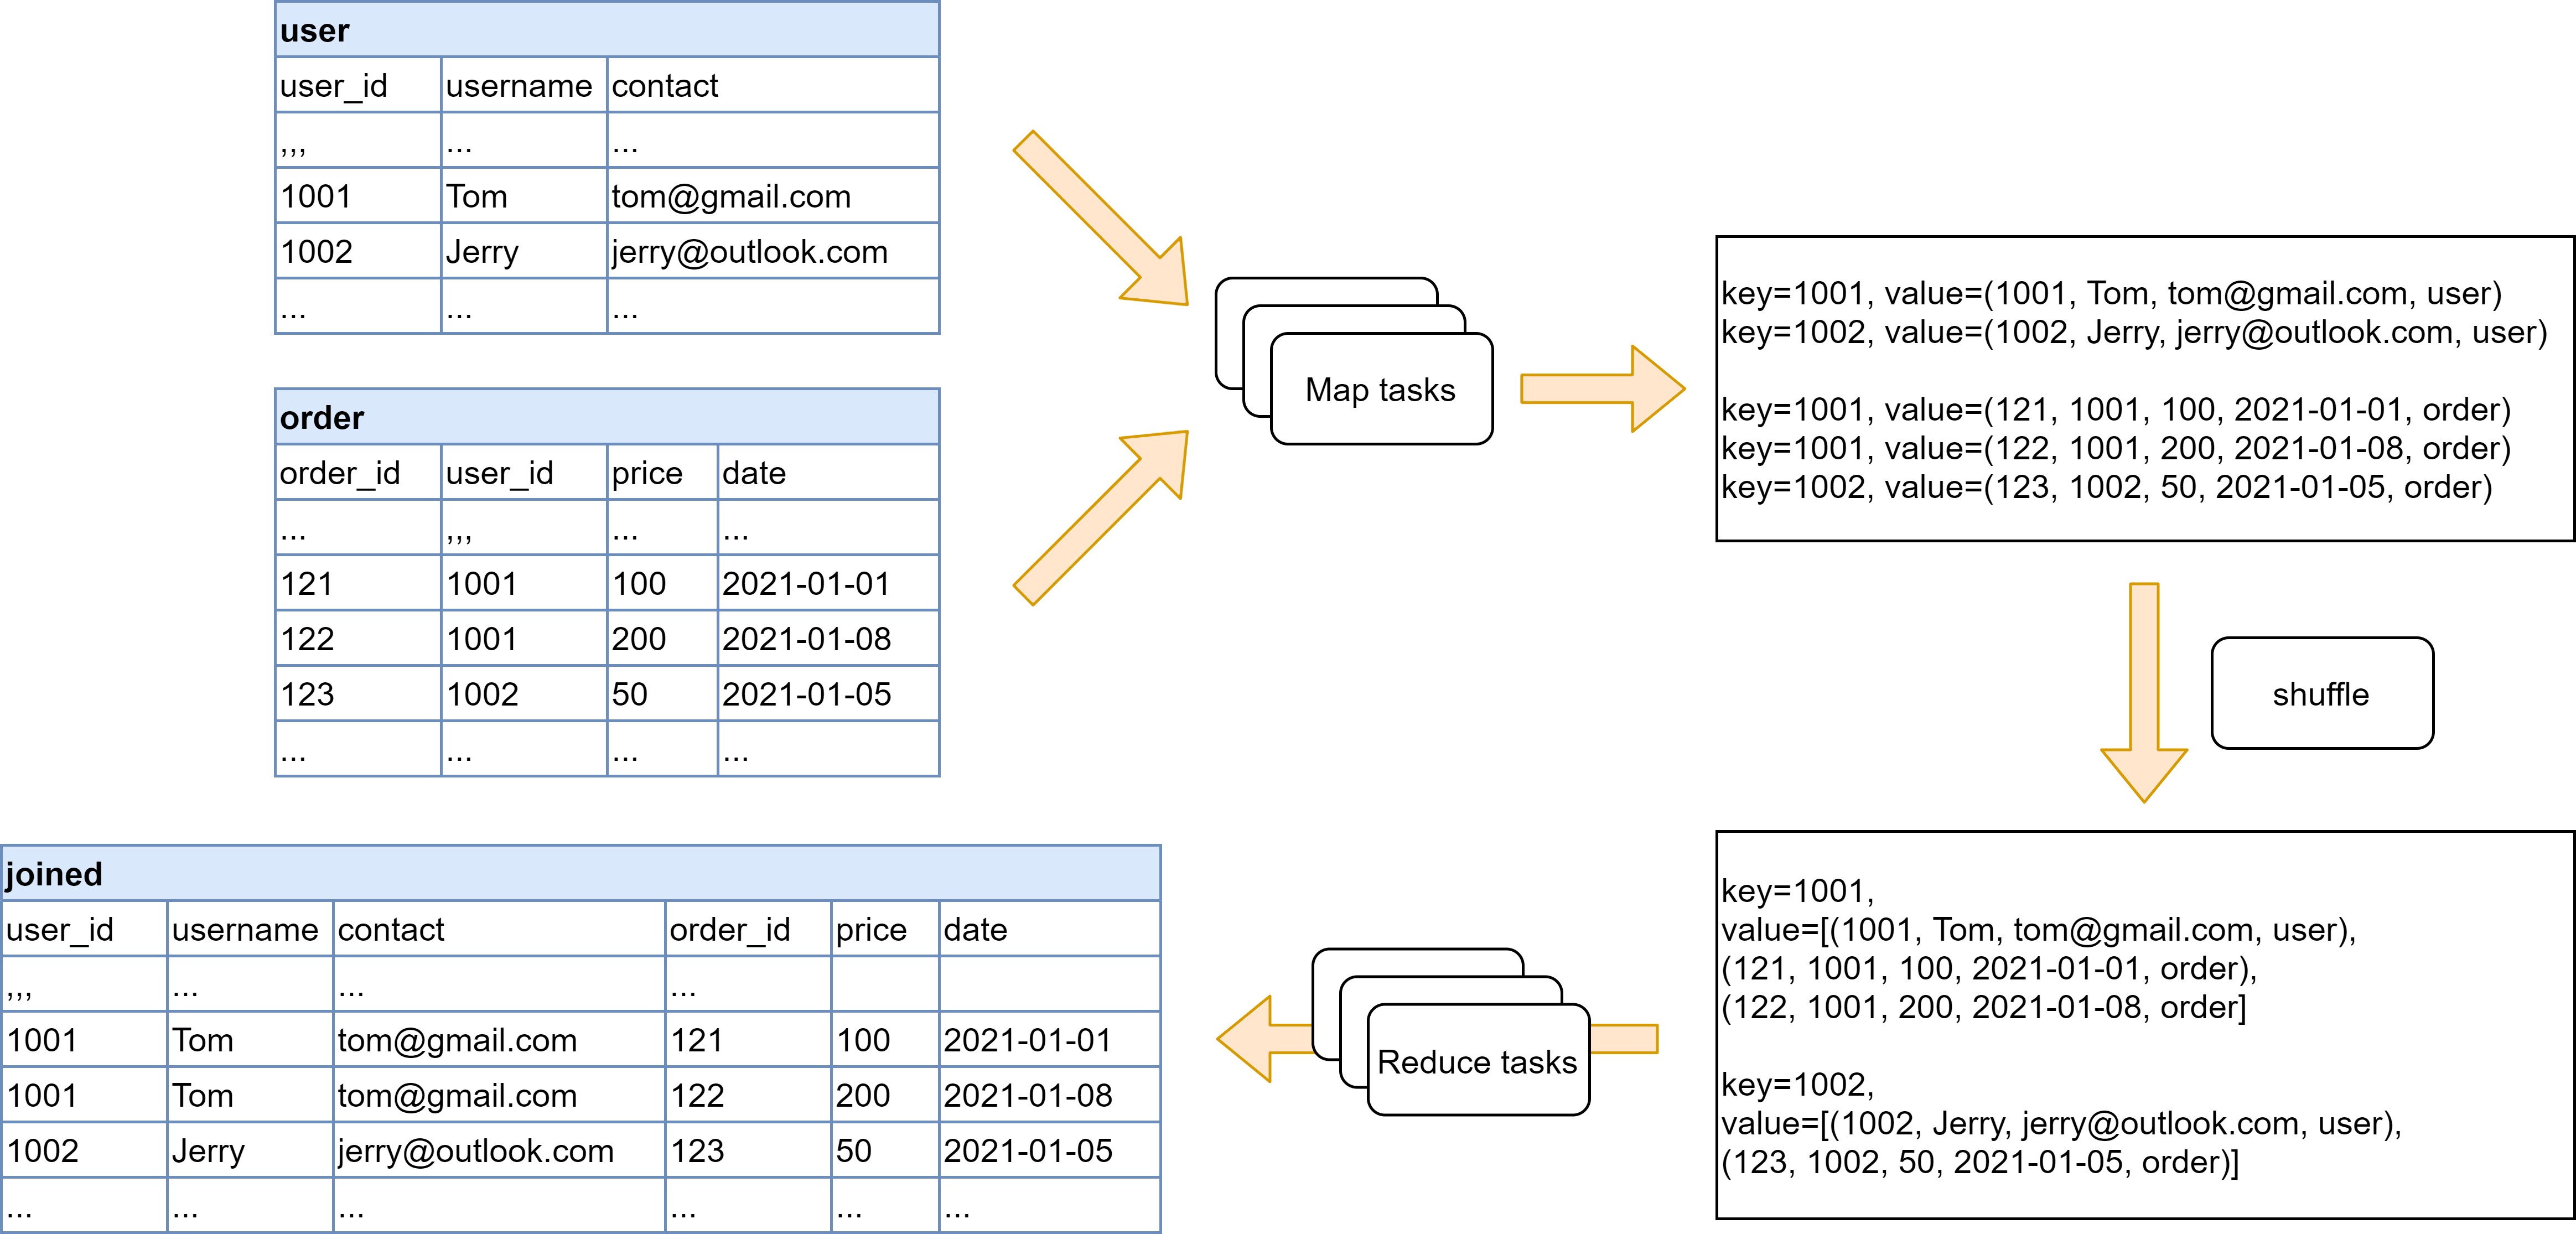 user
user_id username contact
,,, ... ...
1001 Tom tom@gmail.com
1002 Jerry jerry@outlook.com
... ... ...
order
order_id user_id price date
... ,,, ... ...
121 1001 100 2021-01-01
122 1001 200 2021-01-08
123 1002 50 2021-01-05
... ... ... ...
Map tasks
key=1001, value=(1001, Tom, tom@gmail.com, user)
key=1002, value=(1002, Jerry, jerry@outlook.com, user)
key=1001, value=(121, 1001, 100, 2021-01-01, order)
key=1001, value=(122, 1001, 200, 2021-01-08, order)
key=1002, value=(123, 1002, 50, 2021-01-05, order)
shuffle
key=1001,
value=[(1001, Tom, tom@gmail.com, user),
(121, 1001, 100, 2021-01-01, order),
(122, 1001, 200, 2021-01-08, order]
key=1002,
value=[(1002, Jerry, jerry@outlook.com, user),
(123, 1002, 50, 2021-01-05, order)]
Reduce tasks
joined
user_id username contact order_id price date
,,, ... ... ...
1001 Tom tom@gmail.com 121 100 2021-01-01
1001 Tom tom@gmail.com 122 200 2021-01-08
1002 Jerry jerry@outlook.com 123 50 2021-01-05
... ... ... ... ... ...